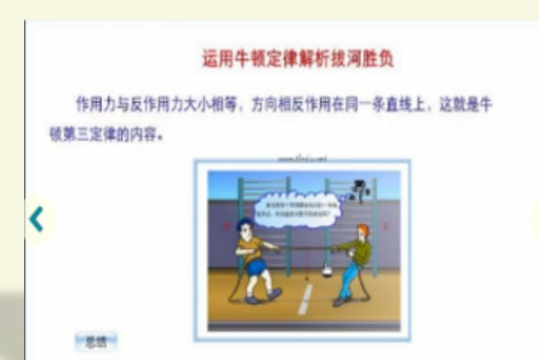 运用牛顿定律解析拔河胜负
作用力与反作用力大小相等，方向相反作用在同一条直线上，这就是牛
顿第三定律的内容。
总结